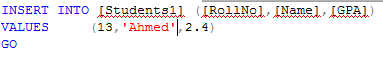 INSERT INTO [Students1] ([RollNo],[Name],[GPA])
VALUES (13,'Ahmed',2.4)
GO